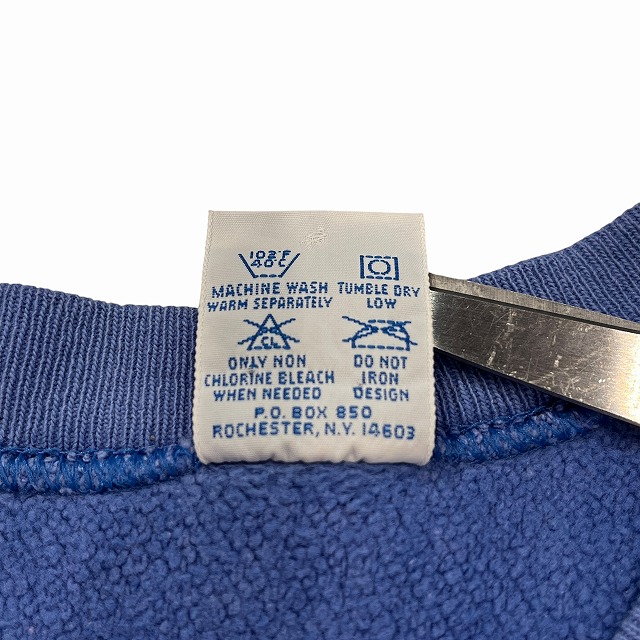 102°F
40°C
MACHINE WASH TUMBLE DRY
WARM SEPARATELY LOW
CL
ONLY NON DO NOT
CHLORINE BLEACH IRON
WHEN NEEDED DESIGN
P.O. BOX 850
ROCHESTER, N.Y. 14603